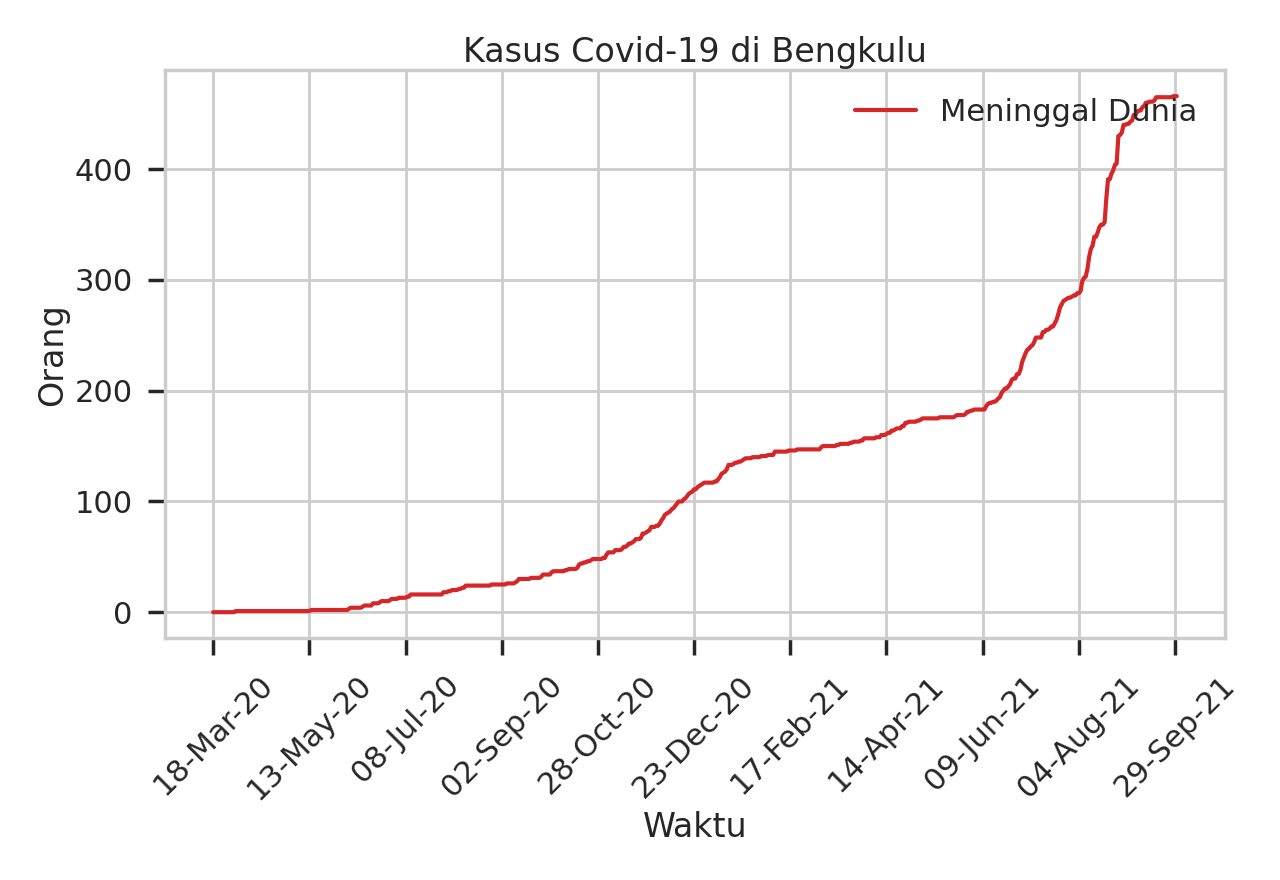 Kasus Covid-19 di Bengkulu
Meninggal Dunia
Orang
400
300
200
100
0
18-Mar-20
13-May-20
08-Jul-20
02-Sep-20
28-Oct-20
23-Dec-20
17-Feb-21
14-Apr-21
09-Jun-21
04-Aug-21
29-Sep-21
Waktu